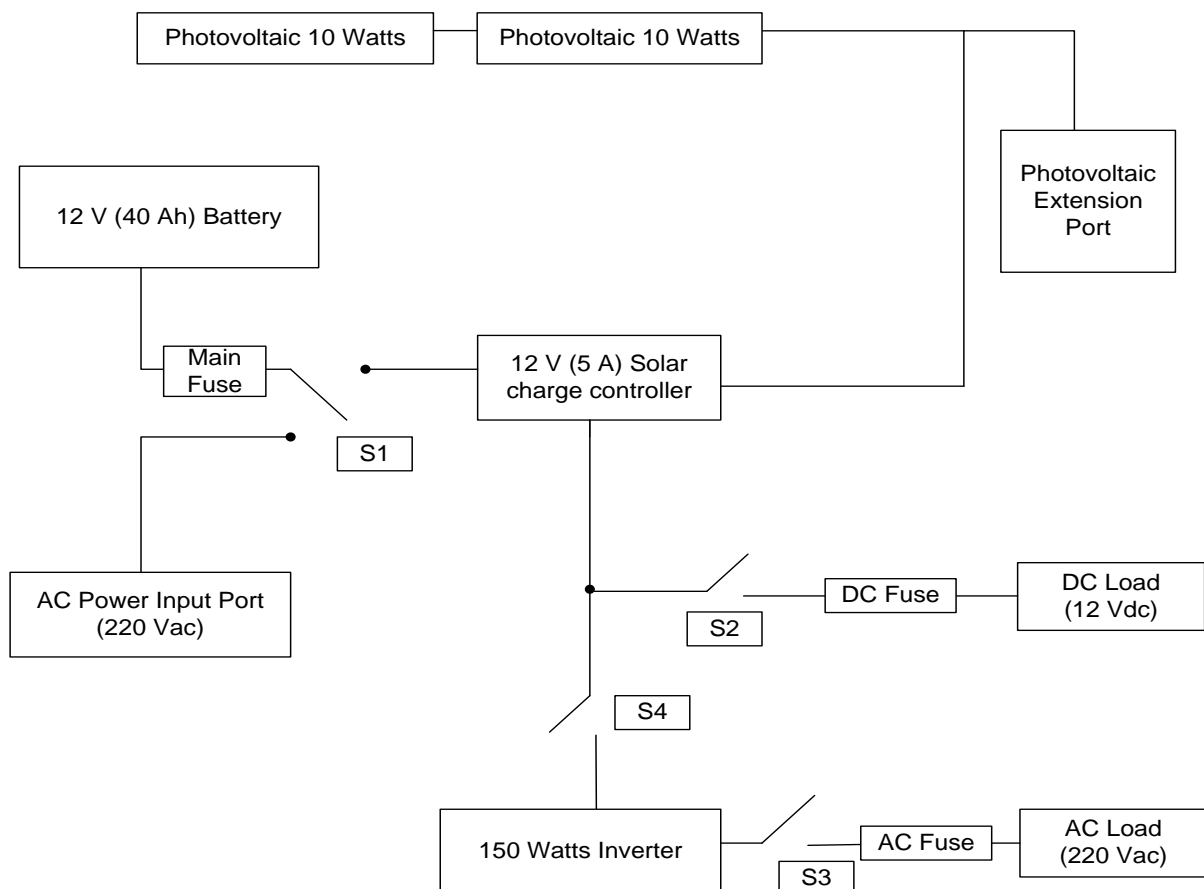 Photovoltaic 10 Watts
Photovoltaic 10 Watts
Photovoltaic
Extension
Port
12 V (40 Ah) Battery
Main
Fuse
12 V (5 A) Solar
charge controller
S1
AC Power Input Port
(220 Vac)
S2
DC Fuse
DC Load
(12 Vdc)
S4
150 Watts Inverter
S3
AC Fuse
AC Load
(220 Vac)